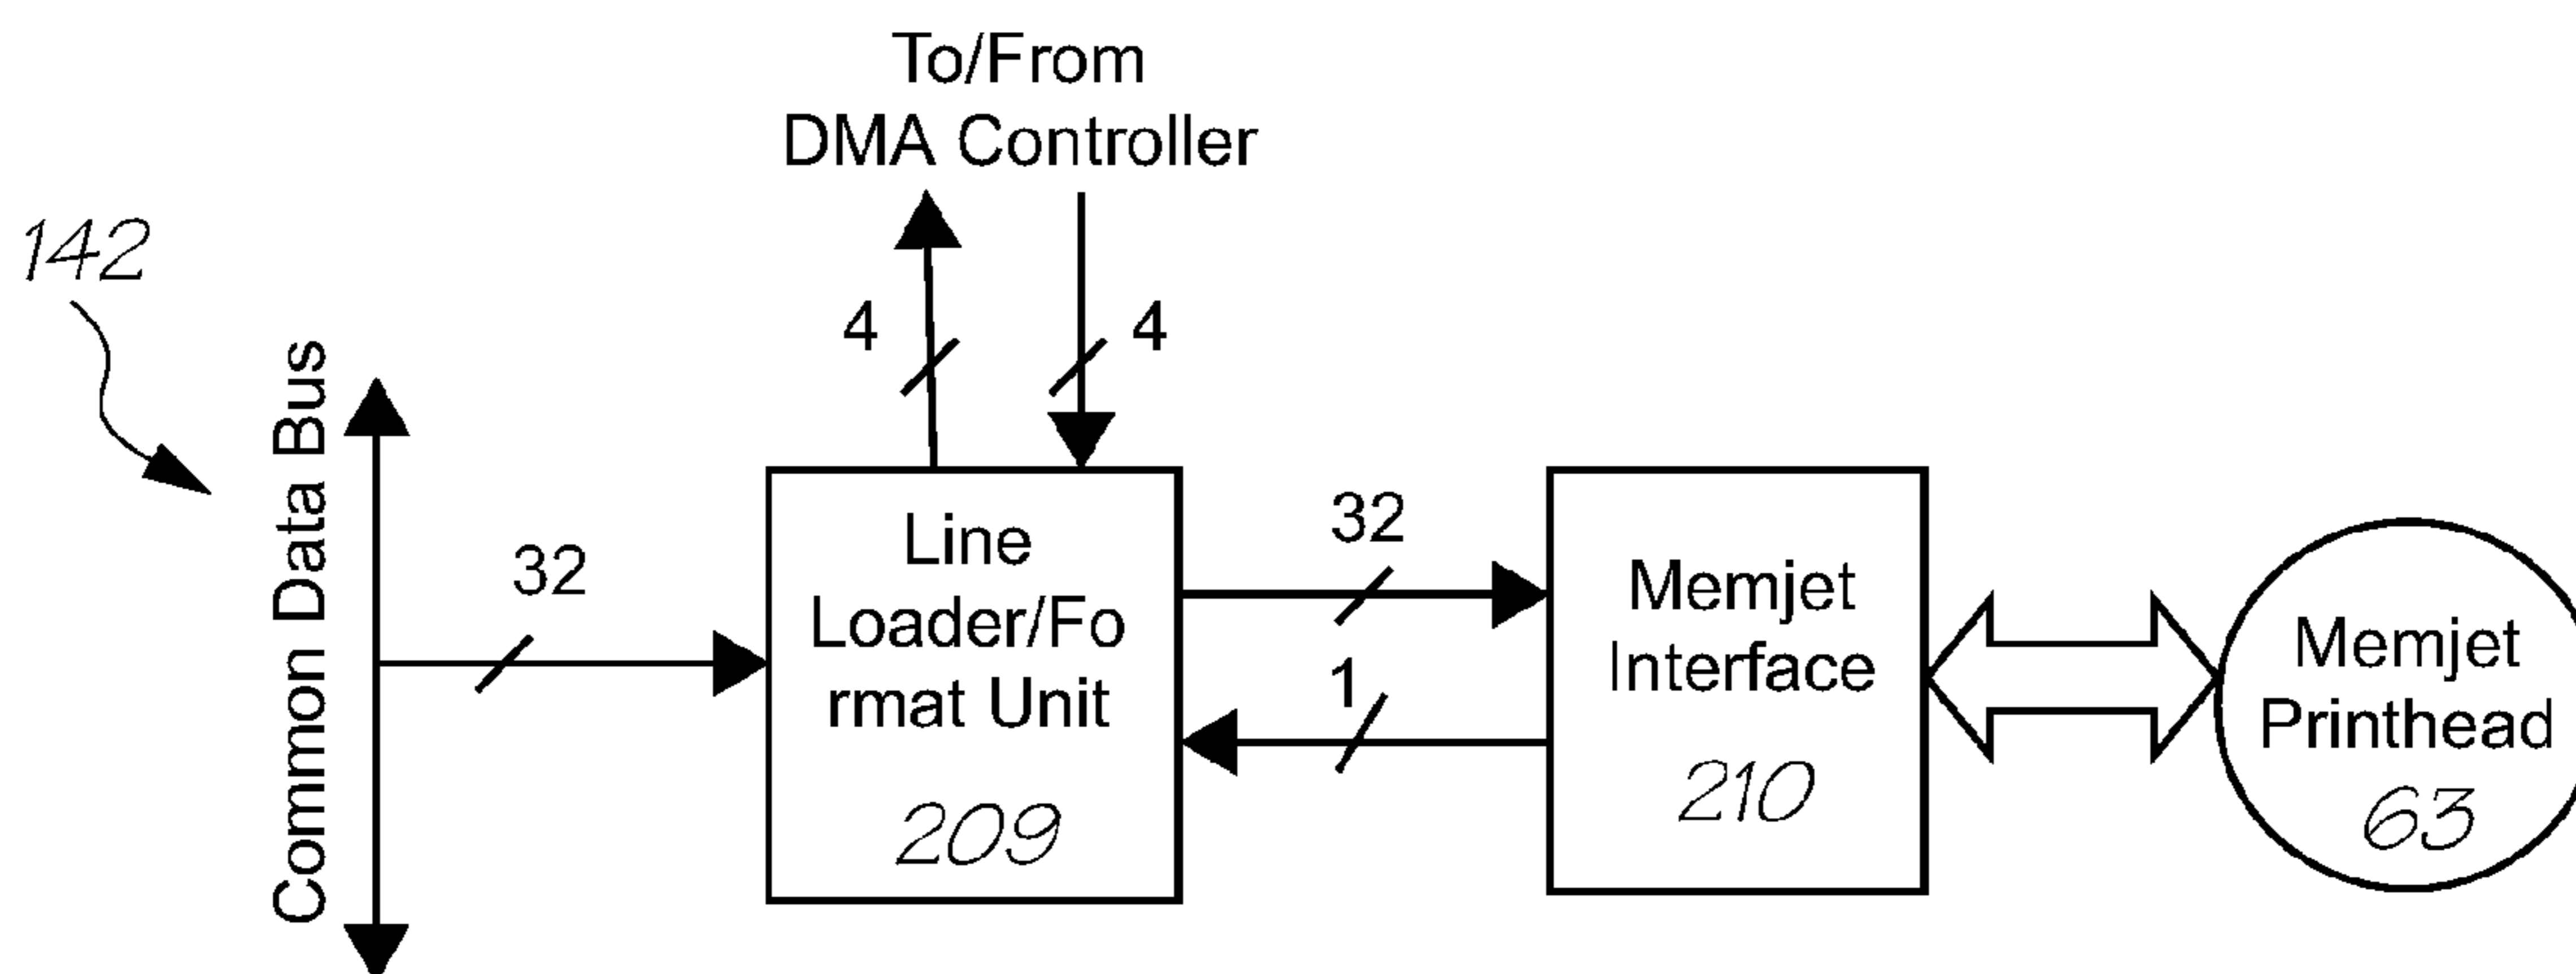 To/From
DMA Controller
142
4
4
Common Data Bus
32
Line
Loader/Fo
rmat Unit
209
32
1
Memjet
Interface
210
Memjet
Printhead
63